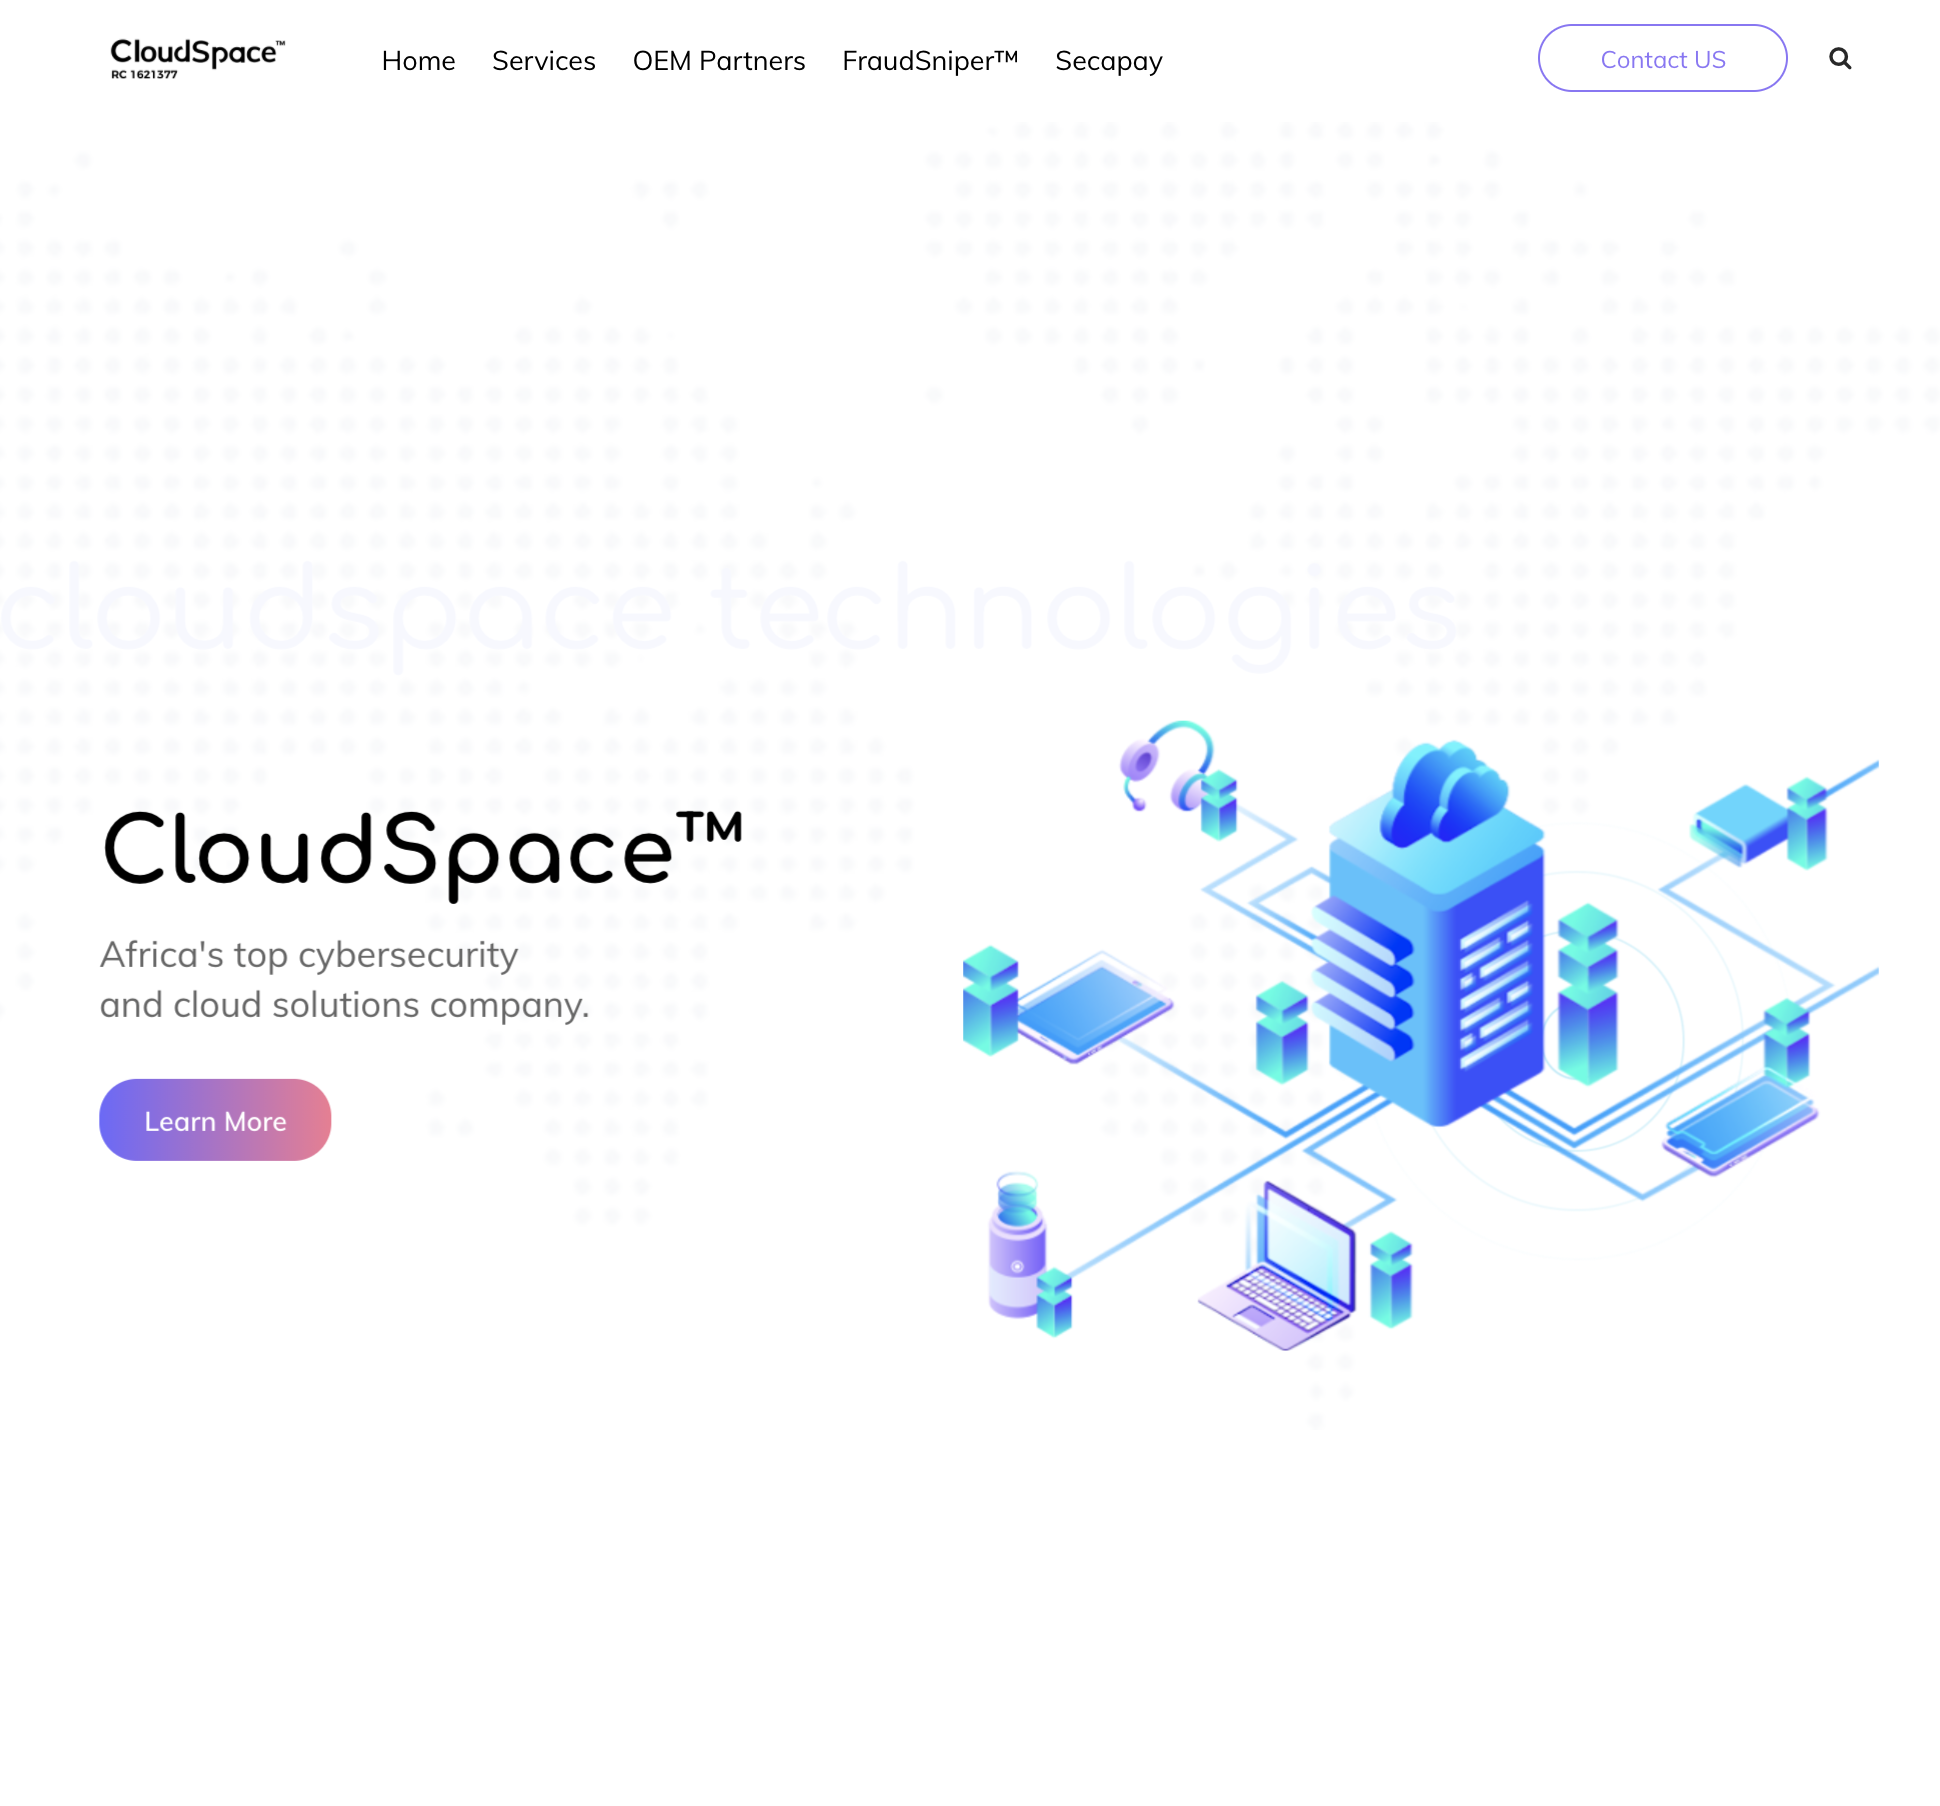 CloudSpace™
RC 1621377
Home Services OEM Partners FraudSniper™ Secapay
Contact US
cloudspace technologies
CloudSpace™
Africa's top cybersecurity
and cloud solutions company.
Learn More